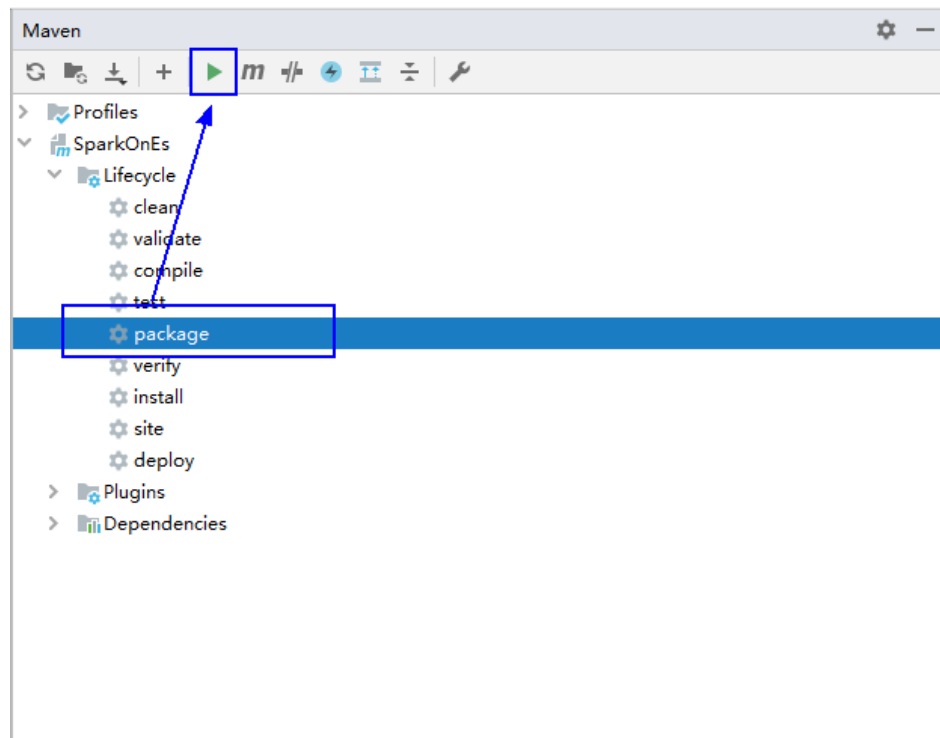 Maven
m
Profiles
SparkOnEs
Lifecycle
clean
validate
compile
test
package
verify
install
site
deploy
Plugins
Dependencies